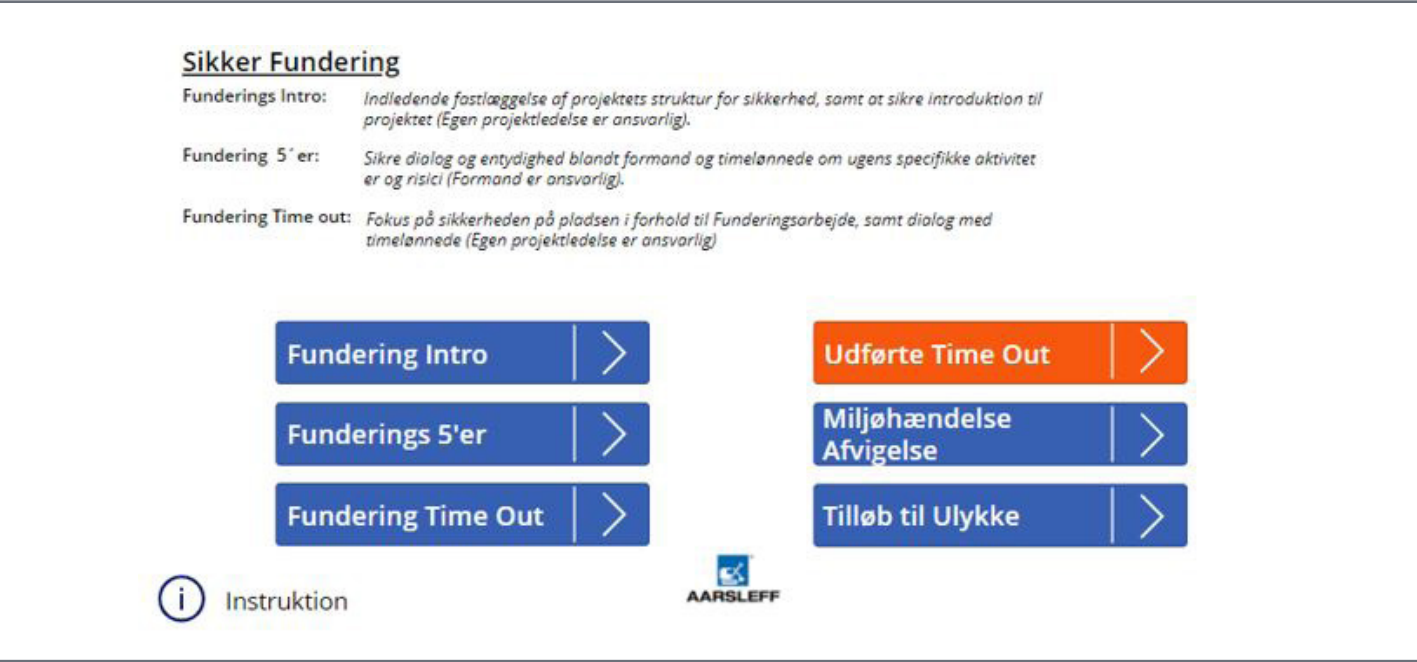 Sikker Fundering
Funderings Intro: Indledende fastlæggelse af projektets struktur for sikkerhed, samt at sikre introduktion til
projektet (Egen projektledelse er ansvarlig).
Fundering 5´er: Sikre dialog og entydighed blandt formand og timelønnede om ugens specifikke aktivitet
er og risici (Formand er ansvarlig).
Fundering Time out: Fokus på sikkerheden på pladsen i forhold til Funderingsarbejde, samt dialog med
timelønnede (Egen projektledelse er ansvarlig)
Fundering Intro
Funderings 5'er
Fundering Time Out
Udførte Time Out
Miljøhændelse
Afvigelse
Tilløb til Ulykke
i Instruktion
AARSLEFF